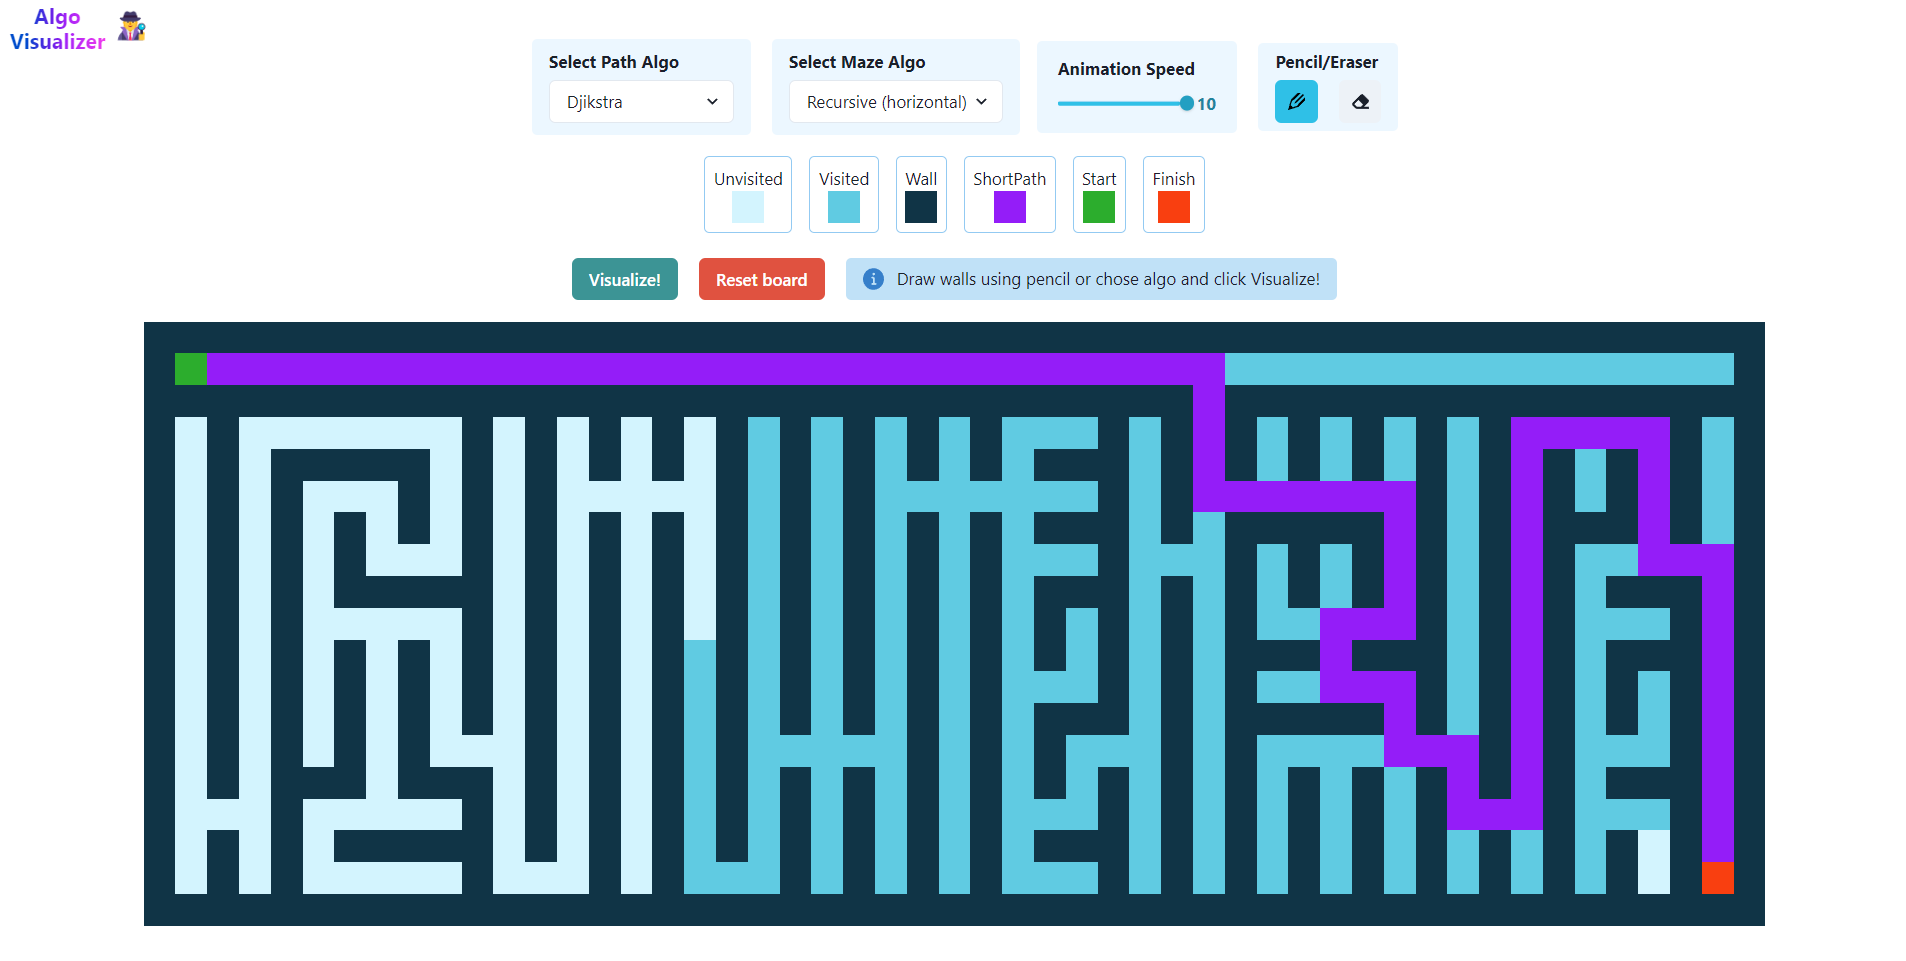 Algo
Visualizer
Select Path Algo
Djikstra
Select Maze Algo
Recursive (horizontal)
Animation Speed
10
Pencil/Eraser
Unvisited
Visited
Wall
ShortPath
Start
Finish
Visualize!
Reset board
Draw walls using pencil or chose algo and click Visualize!